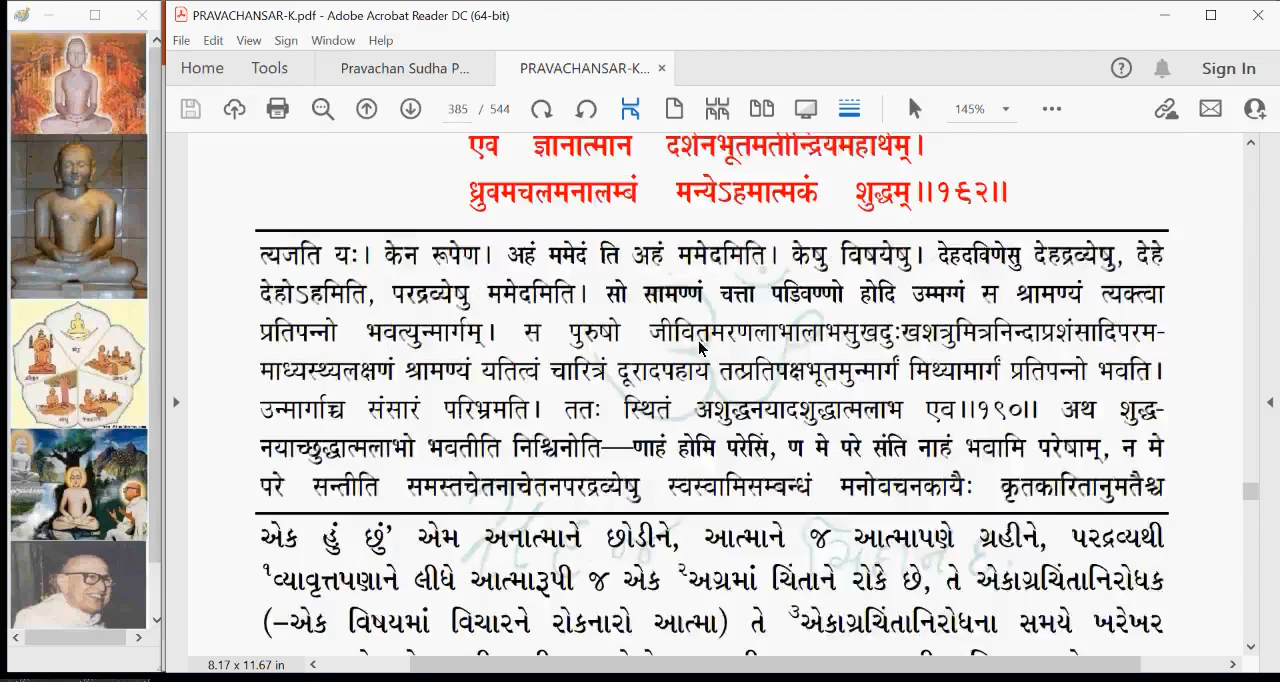 PRAVACHANSAR-K.pdf - Adobe Acrobat Reader DC (64-bit)
File Edit View Sign Window Help
Home Tools Pravachan Sudha P... PRAVACHANSAR-K... × Sign In
385 / 544 145%
एवं ज्ञानात्मानं दर्शनभूतमतीन्द्रियमहार्थम् ।
ध्रुवमचलमनालम्बं मन्येऽहमात्मकं शुद्धम् ॥१९२॥
त्यजति यः। केन रूपेण। अहं ममेदं ति अहं ममेदमिति। केषु विषयेषु। देहदविणेसु देहद्रव्येषु, देहे
देहोऽहमिति, परद्रव्येषु ममेदमिति। सो सामण्णं चत्ता पडिवण्णो होदि उम्मग्गं स श्रामण्यं त्यक्त्वा
प्रतिपन्नो भवत्युन्मार्गम्। स पुरुषो जीवितमरणलाभालाभसुखदुःखशत्रुमित्रनिन्दाप्रशंसादिपरम-
माध्यस्थ्यलक्षणं श्रामण्यं यतित्वं चारित्रं दूरादपहाय तत्प्रतिपक्षभूतमुन्मार्गं मिथ्यामार्गं प्रतिपन्नो भवति।
उन्मार्गाच्च संसारं परिभ्रमति। ततः स्थितं अशुद्धनयादशुद्धात्मलाभ एव॥१९०॥ अथ शुद्ध-
नयाच्छुद्धात्मलाभो भवतीति निश्चिनोति—णाहं होमि परेसिं, ण मे परे संति नाहं भवामि परेषाम्, न मे
परे सन्तीति समस्तचेतनाचेतनपरद्रव्येषु स्वस्वामिसम्बन्धं मनोवचनकायैः कृतकारितानुमतैश्च
એક હું છું' એમ અનાત્માને છોડીને, આત્માને જ આત્માપણે ગ્રહીને, પરદ્રવ્યથી
¹વ્યાવૃત્તપણાને લીધે આત્મારૂપી જ એક ²અગ્રમાં ચિંતાને રોકે છે, તે એકાગ્રચિંતાનિરોધક
(–એક વિષયમાં વિચારને રોકનારો આત્મા) તે ³એકાગ્રચિંતાનિરોધના સમયે ખરેખર
8.17 x 11.67 in